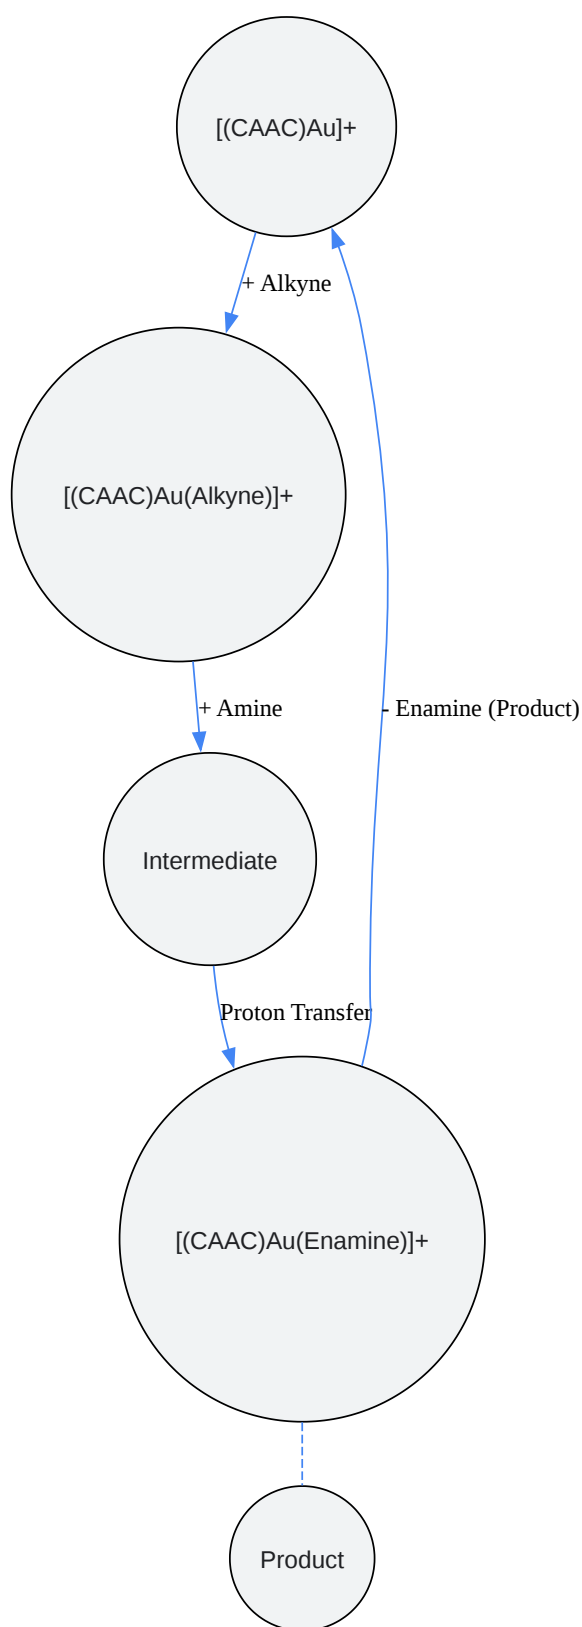 [(CAAC)Au]+
+ Alkyne
[(CAAC)Au(Alkyne)]+
+ Amine
- Enamine (Product)
Intermediate
Proton Transfer
[(CAAC)Au(Enamine)]+
Product